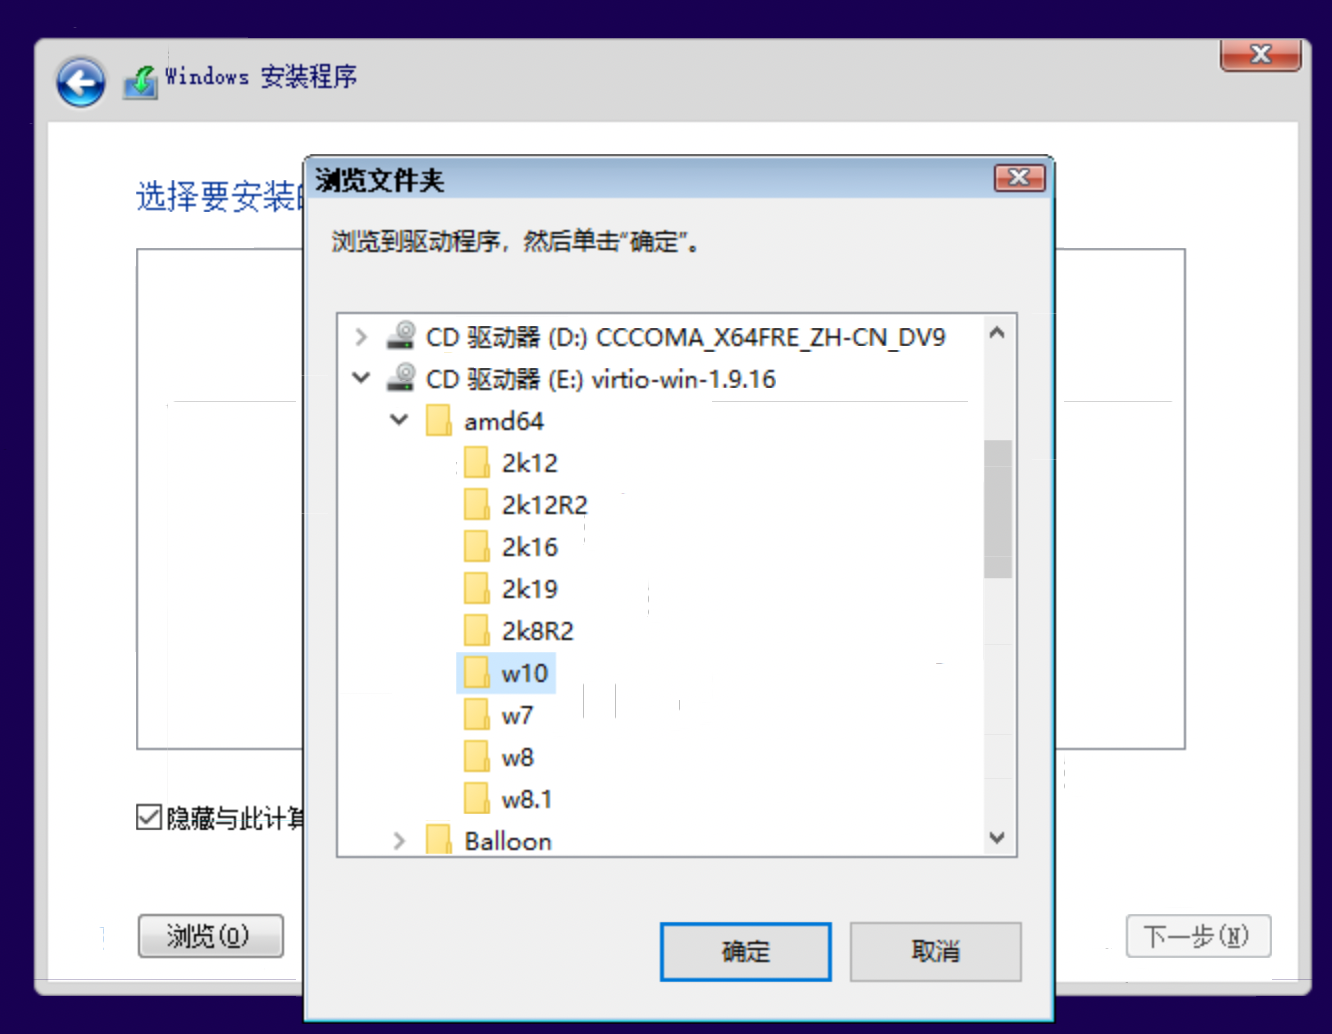 Windows 安装程序
选择要安装
浏览文件夹
浏览到驱动程序，然后单击“确定”。
CD 驱动器 (D:) CCCOMA_X64FRE_ZH-CN_DV9
CD 驱动器 (E:) virtio-win-1.9.16
amd64
2k12
2k12R2
2k16
2k19
2k8R2
w10
w7
w8
w8.1
Balloon
隐藏与此计算
浏览(O)
确定
取消
下一步(N)